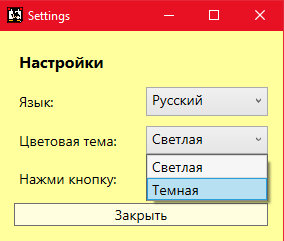 Settings
Настройки
Язык: Русский
Цветовая тема: Светлая
Светлая
Нажми кнопку:
Темная
Закрыть